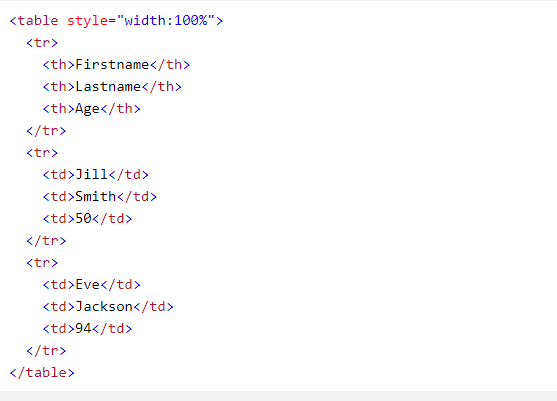 <table style="width:100%">
  <tr>
    <th>Firstname</th>
    <th>Lastname</th>
    <th>Age</th>
  </tr>
  <tr>
    <td>Jill</td>
    <td>Smith</td>
    <td>50</td>
  </tr>
  <tr>
    <td>Eve</td>
    <td>Jackson</td>
    <td>94</td>
  </tr>
</table>